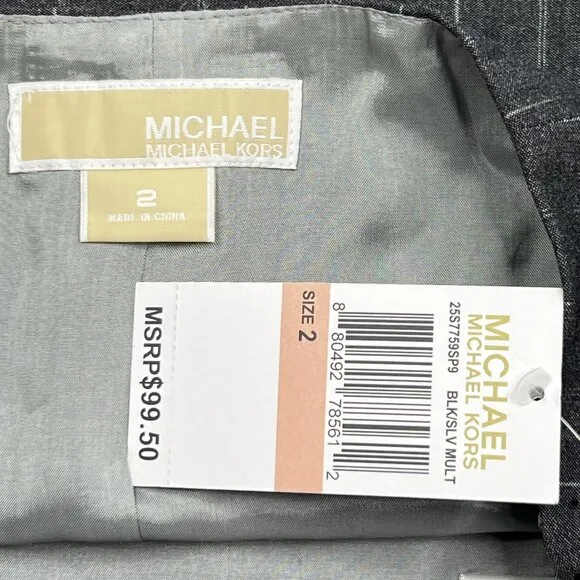 MICHAEL
MICHAEL KORS
2
MADE IN CHINA
MICHAEL
MICHAEL KORS
25S7759SP9 BLK/SLV MULT
8 80492 78561 2
SIZE 2
MSRP$99.50